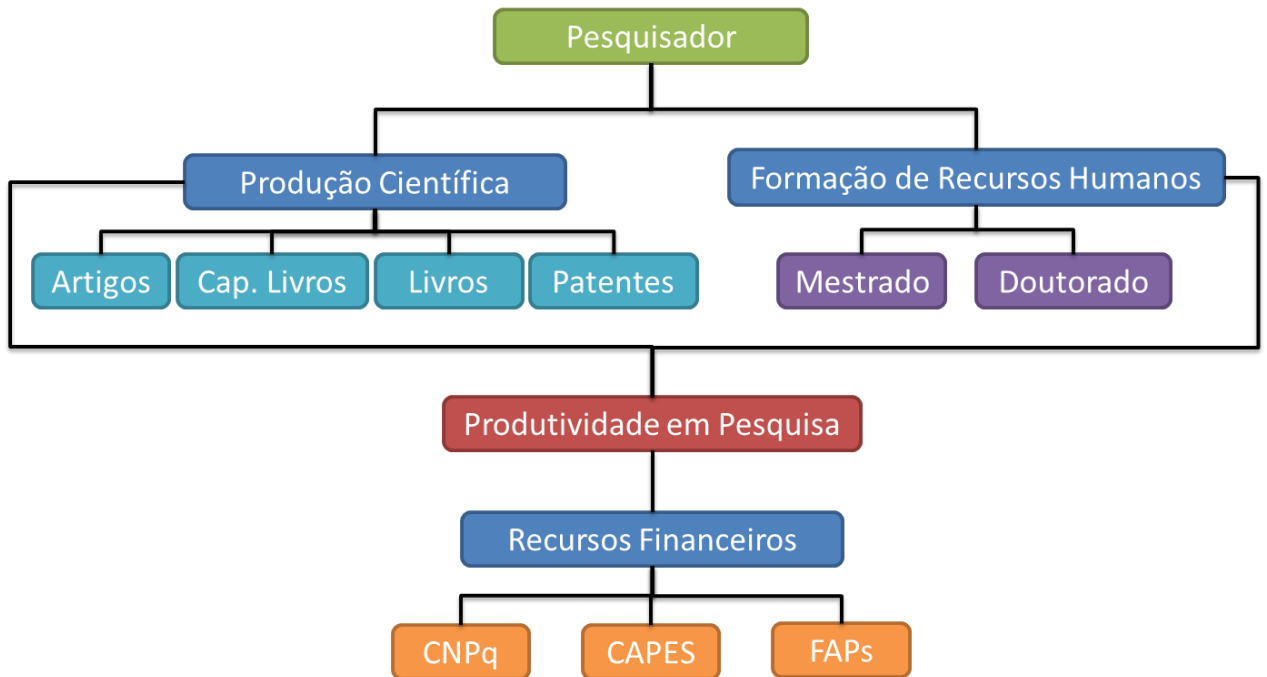 Pesquisador
Produção Científica
Formação de Recursos Humanos
Artigos
Cap. Livros
Livros
Patentes
Mestrado
Doutorado
Produtividade em Pesquisa
Recursos Financeiros
CNPq
CAPES
FAPs